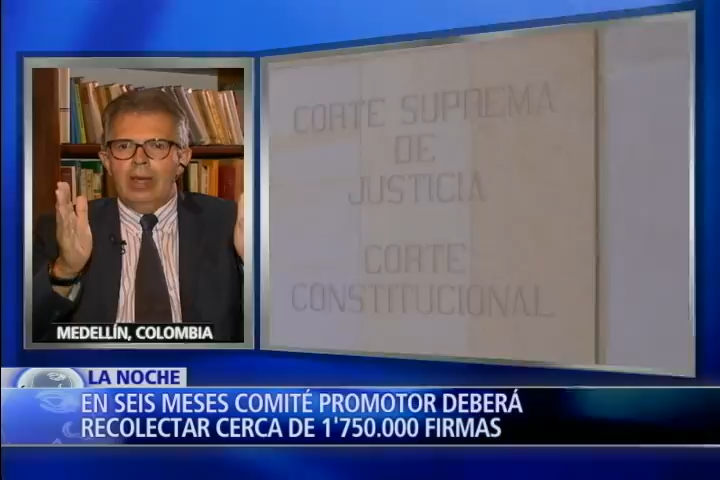 CORTE SUPREMA
DE
JUSTICIA
CORTE
CONSTITUCIONAL
MEDELLÍN, COLOMBIA
LA NOCHE
EN SEIS MESES COMITÉ PROMOTOR DEBERÁ
RECOLECTAR CERCA DE 1'750.000 FIRMAS